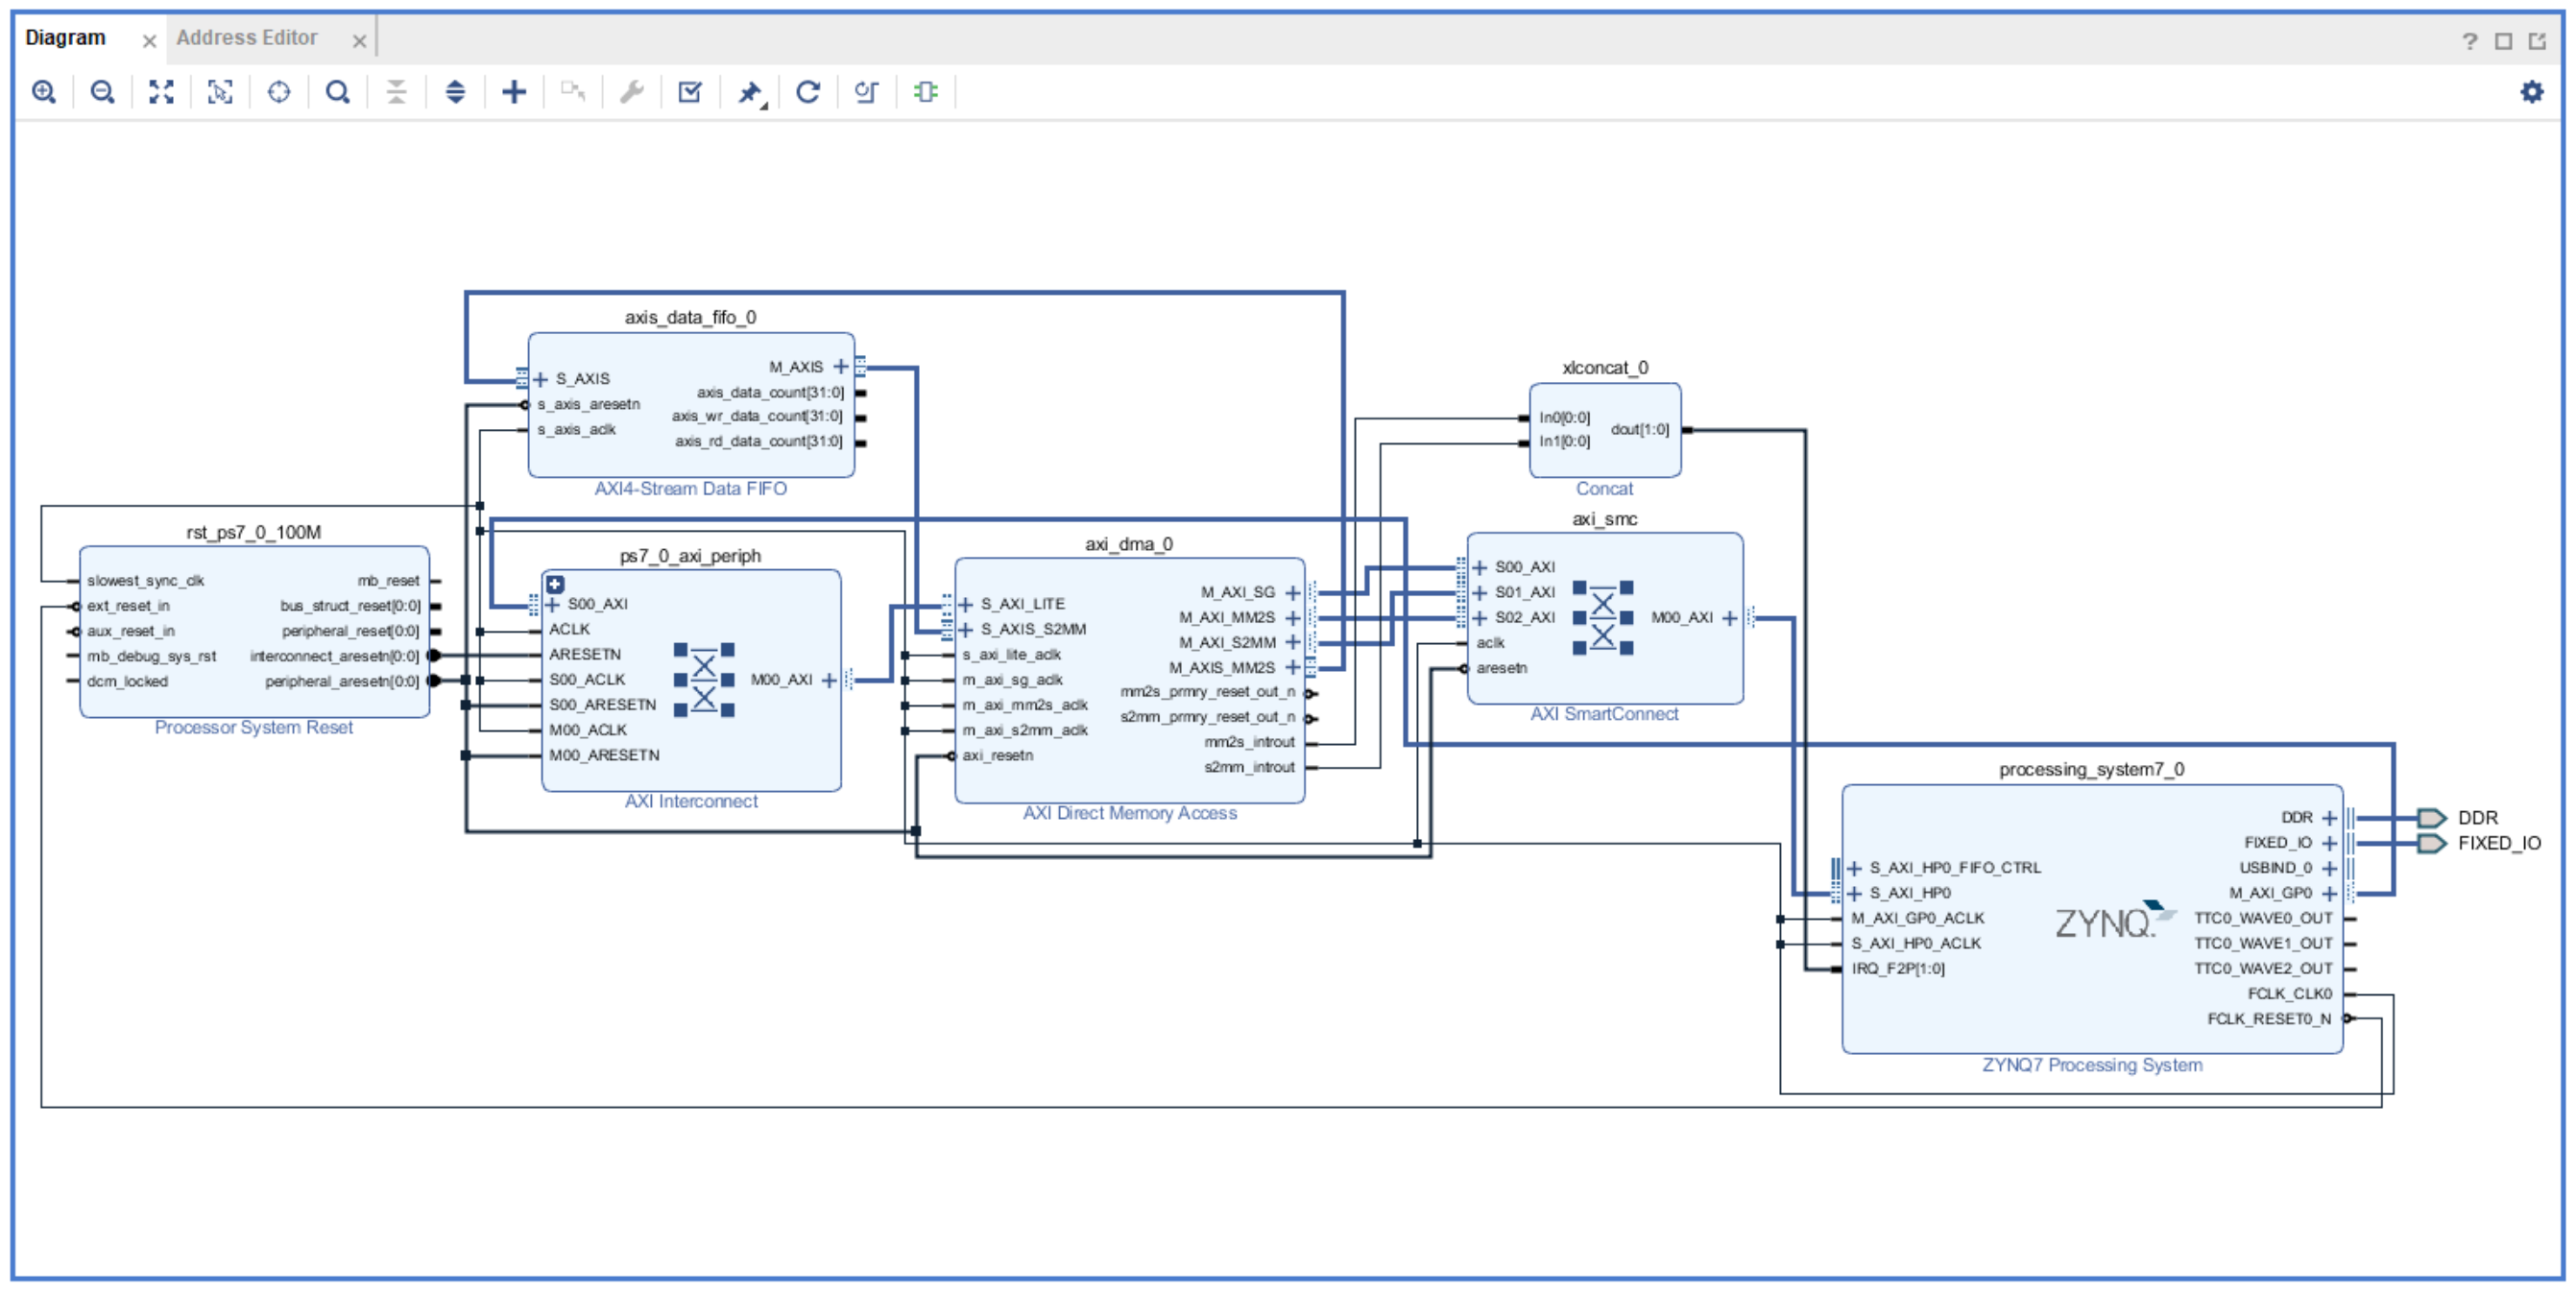 Diagram
Address Editor
?
axis_data_fifo_0
S_AXIS
s_axis_aresetn
s_axis_aclk
M_AXIS
axis_data_count[31:0]
axis_wr_data_count[31:0]
axis_rd_data_count[31:0]
AXI4-Stream Data FIFO
xlconcat_0
In0[0:0]
In1[0:0]
dout[1:0]
Concat
rst_ps7_0_100M
slowest_sync_clk
ext_reset_in
aux_reset_in
mb_debug_sys_rst
dcm_locked
mb_reset
bus_struct_reset[0:0]
peripheral_reset[0:0]
interconnect_aresetn[0:0]
peripheral_aresetn[0:0]
Processor System Reset
ps7_0_axi_periph
S00_AXI
ACLK
ARESETN
S00_ACLK
S00_ARESETN
M00_ACLK
M00_ARESETN
M00_AXI
AXI Interconnect
axi_dma_0
S_AXI_LITE
S_AXIS_S2MM
s_axi_lite_aclk
m_axi_sg_aclk
m_axi_mm2s_aclk
m_axi_s2mm_aclk
axi_resetn
M_AXI_SG
M_AXI_MM2S
M_AXI_S2MM
M_AXIS_MM2S
mm2s_prmry_reset_out_n
s2mm_prmry_reset_out_n
mm2s_introut
s2mm_introut
AXI Direct Memory Access
axi_smc
S00_AXI
S01_AXI
S02_AXI
aclk
aresetn
M00_AXI
AXI SmartConnect
processing_system7_0
S_AXI_HP0_FIFO_CTRL
S_AXI_HP0
M_AXI_GP0_ACLK
S_AXI_HP0_ACLK
IRQ_F2P[1:0]
ZYNQ.
DDR
FIXED_IO
USBIND_0
M_AXI_GP0
TTC0_WAVE0_OUT
TTC0_WAVE1_OUT
TTC0_WAVE2_OUT
FCLK_CLK0
FCLK_RESET0_N
ZYNQ7 Processing System
DDR
FIXED_IO